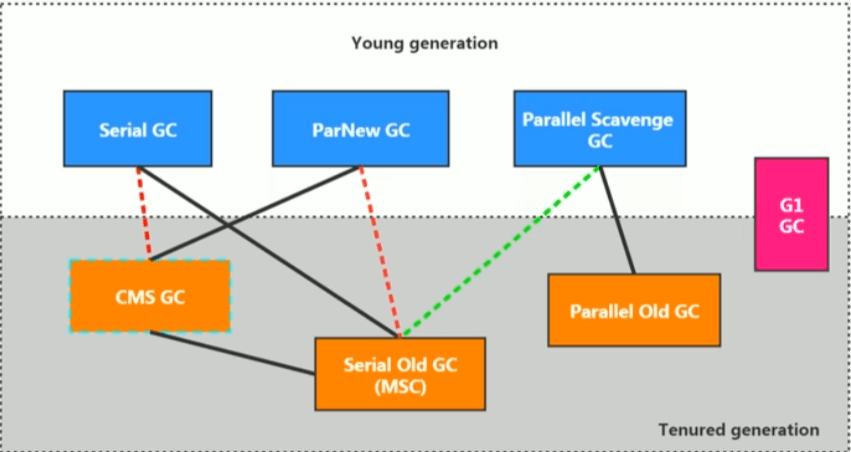 Young generation
Serial GC
ParNew GC
Parallel Scavenge
GC
G1
GC
CMS GC
Parallel Old GC
Serial Old GC
(MSC)
Tenured generation